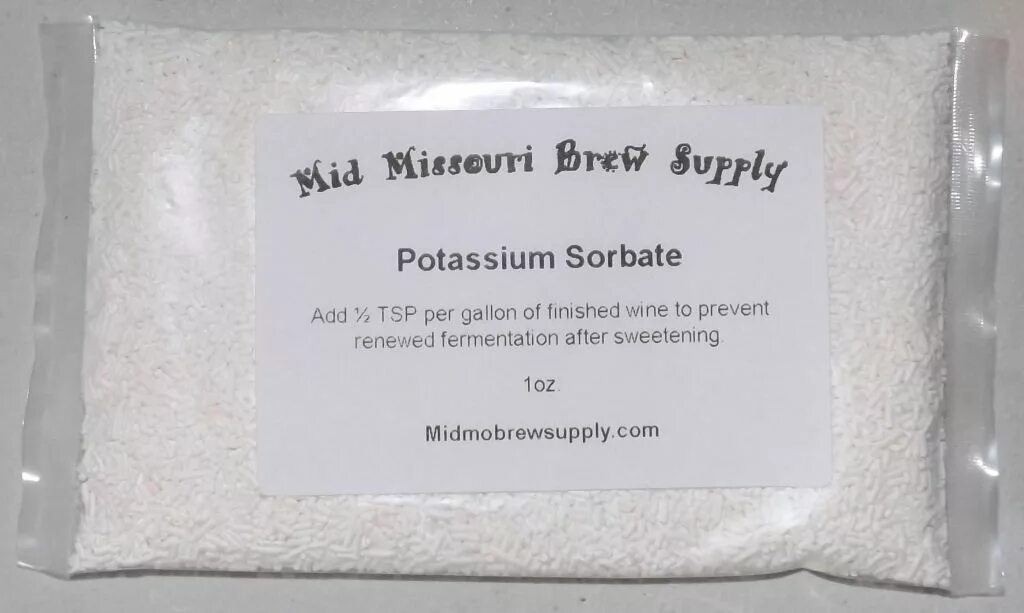 Mid Missouri Brew Supply
Potassium Sorbate
Add ½ TSP per gallon of finished wine to prevent
renewed fermentation after sweetening.
1oz.
Midmobrewsupply.com